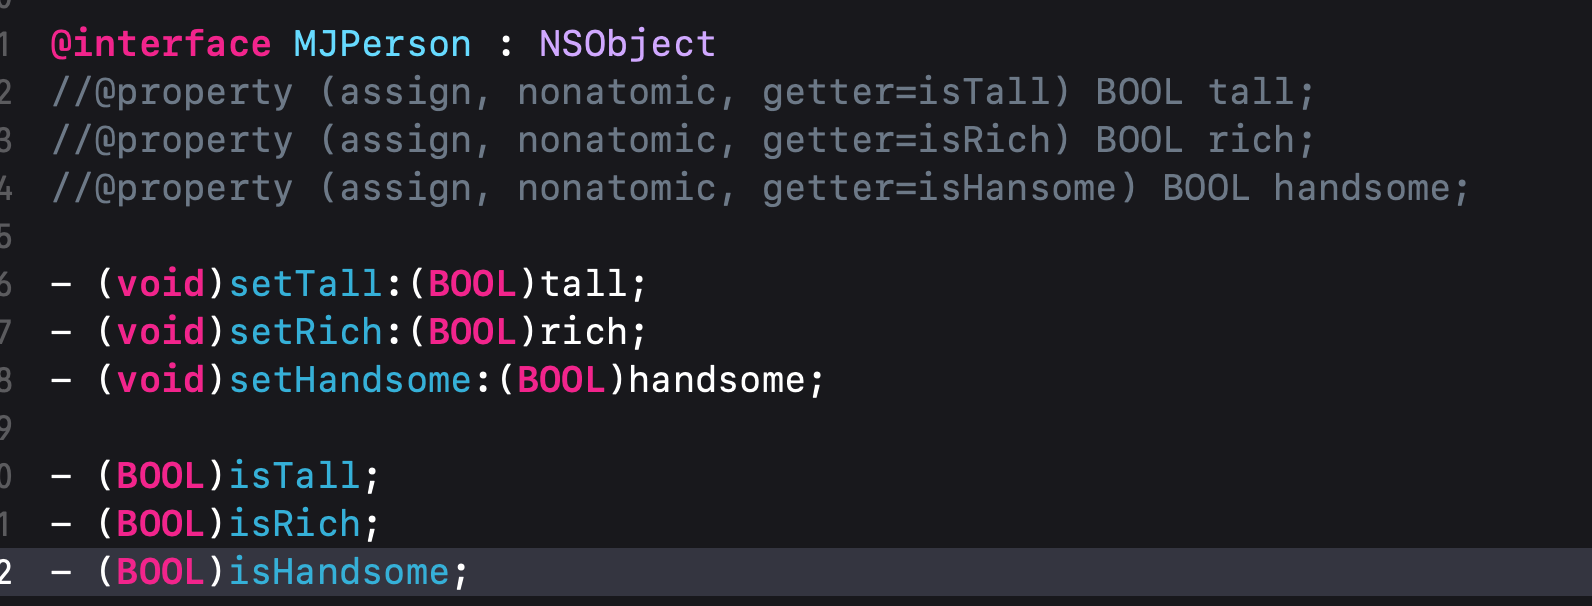 1 @interface MJPerson : NSObject
2 //@property (assign, nonatomic, getter=isTall) BOOL tall;
3 //@property (assign, nonatomic, getter=isRich) BOOL rich;
4 //@property (assign, nonatomic, getter=isHansome) BOOL handsome;
5
6 - (void)setTall:(BOOL)tall;
7 - (void)setRich:(BOOL)rich;
8 - (void)setHandsome:(BOOL)handsome;
9
0 - (BOOL)isTall;
1 - (BOOL)isRich;
2 - (BOOL)isHandsome;